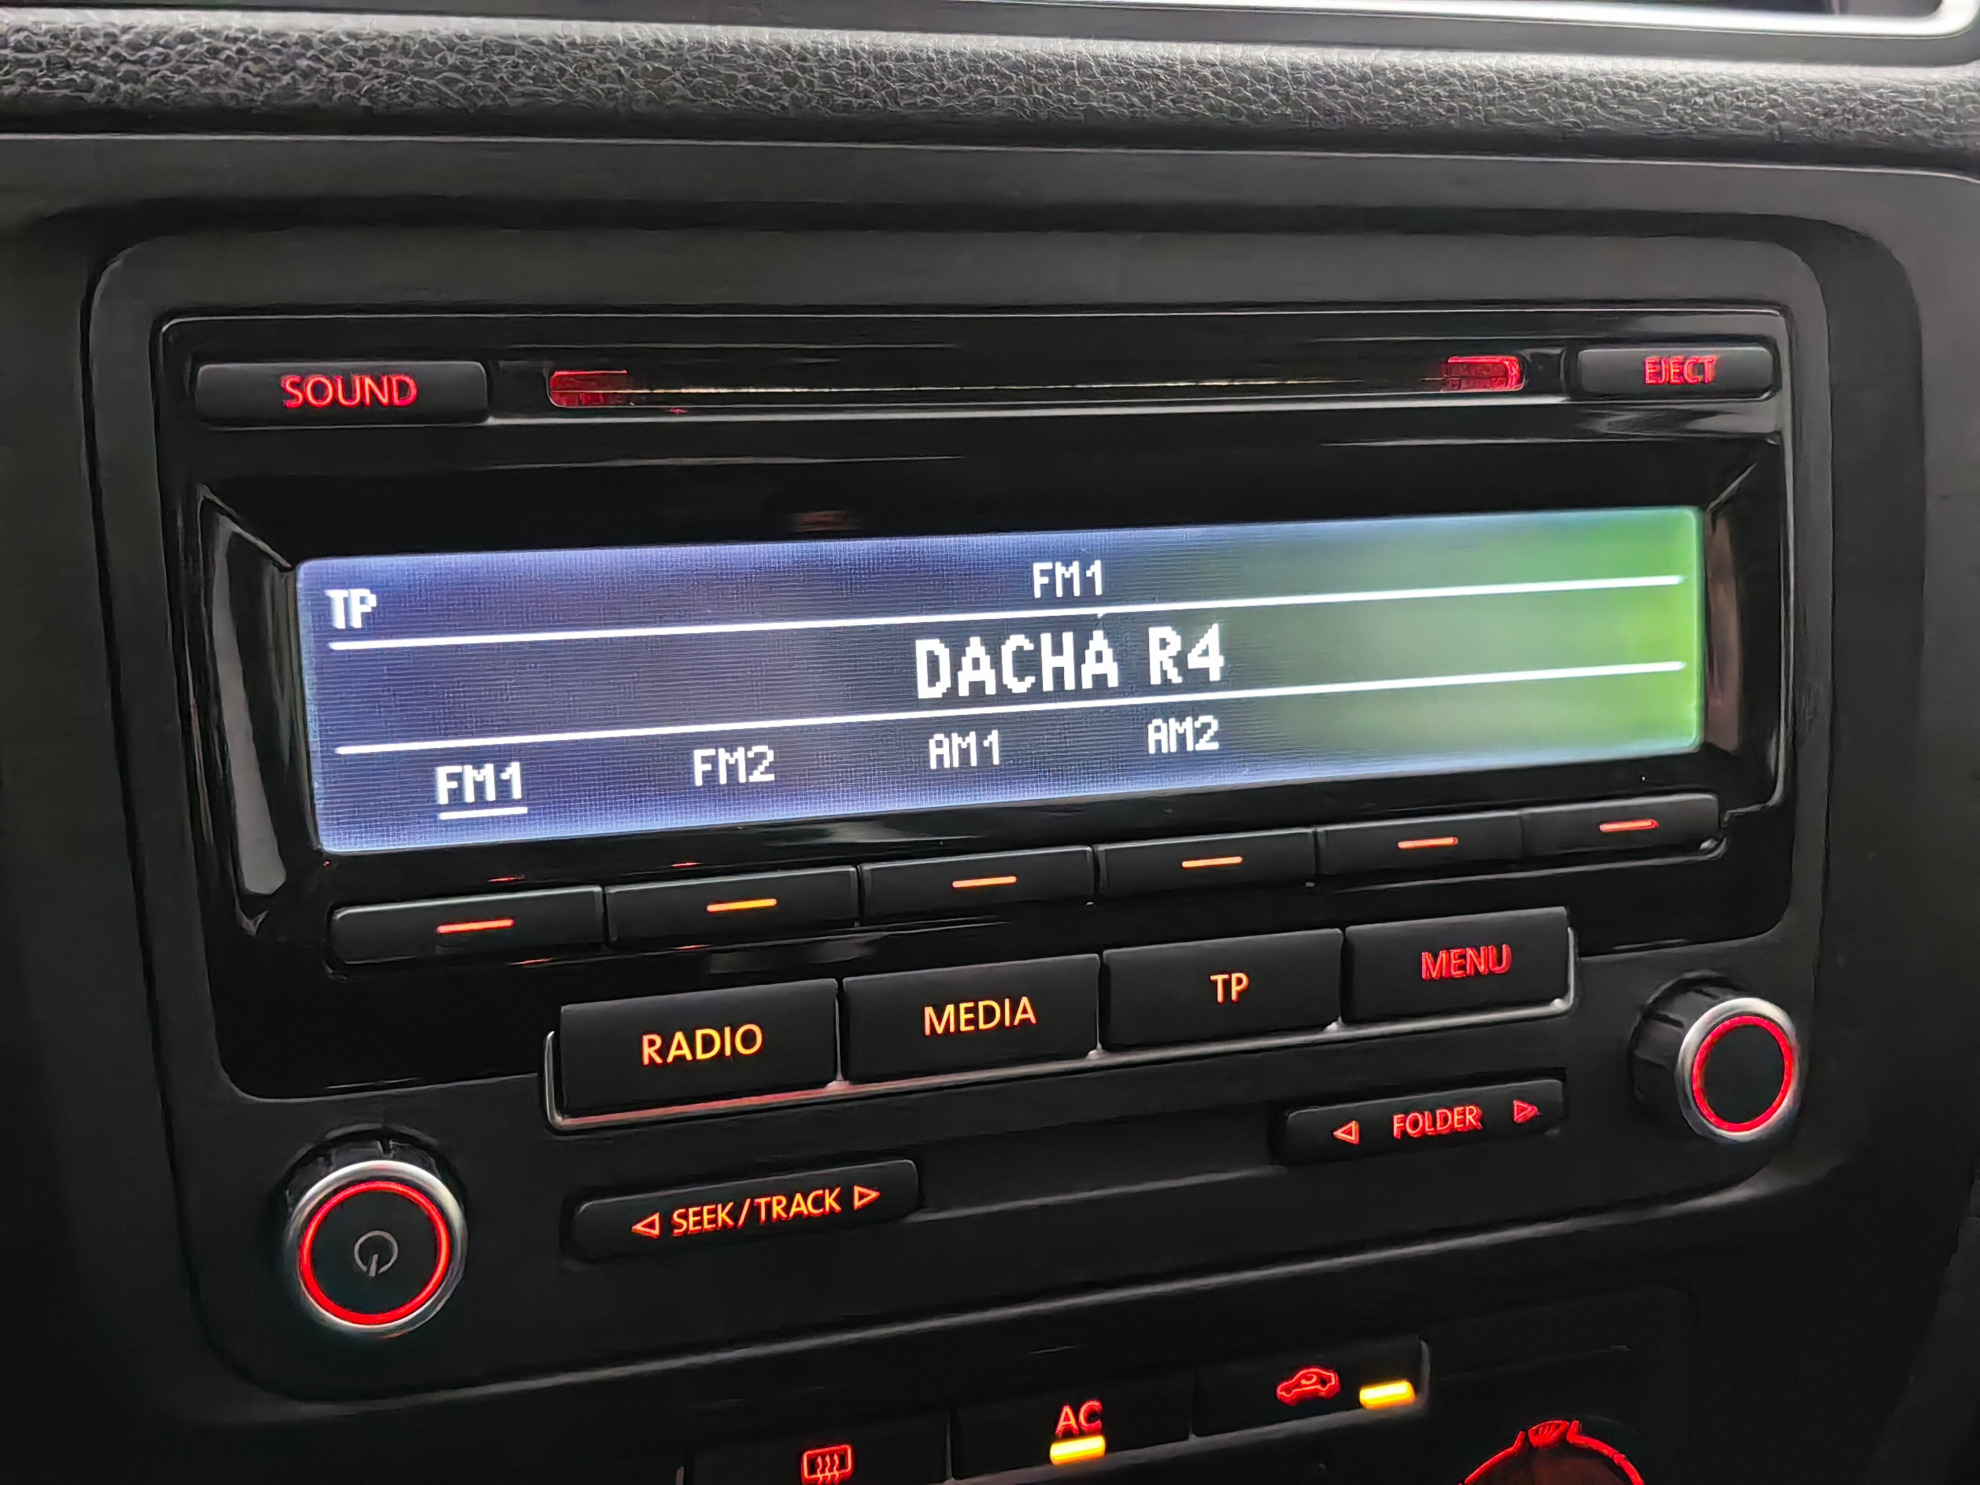 SOUND EJECT
FM1
TP
DACHA R4
FM1 FM2 AM1 AM2
RADIO MEDIA TP MENU
FOLDER
SEEK/TRACK
AC